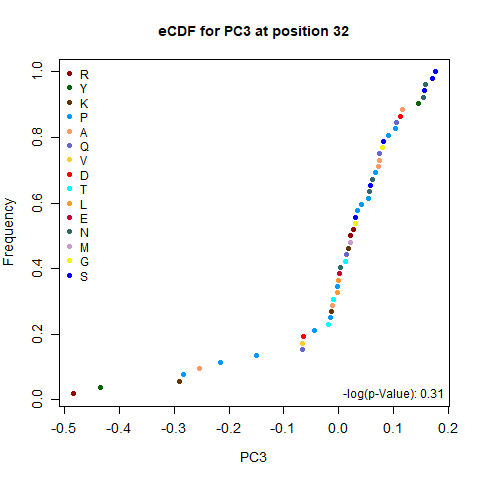 eCDF for PC3 at position 32
Frequency
1.0
0.8
0.6
0.4
0.2
0.0
R
Y
K
P
A
Q
V
D
T
L
E
N
M
G
S
-log(p-Value): 0.31
-0.5 -0.4 -0.3 -0.2 -0.1 0.0 0.1 0.2
PC3